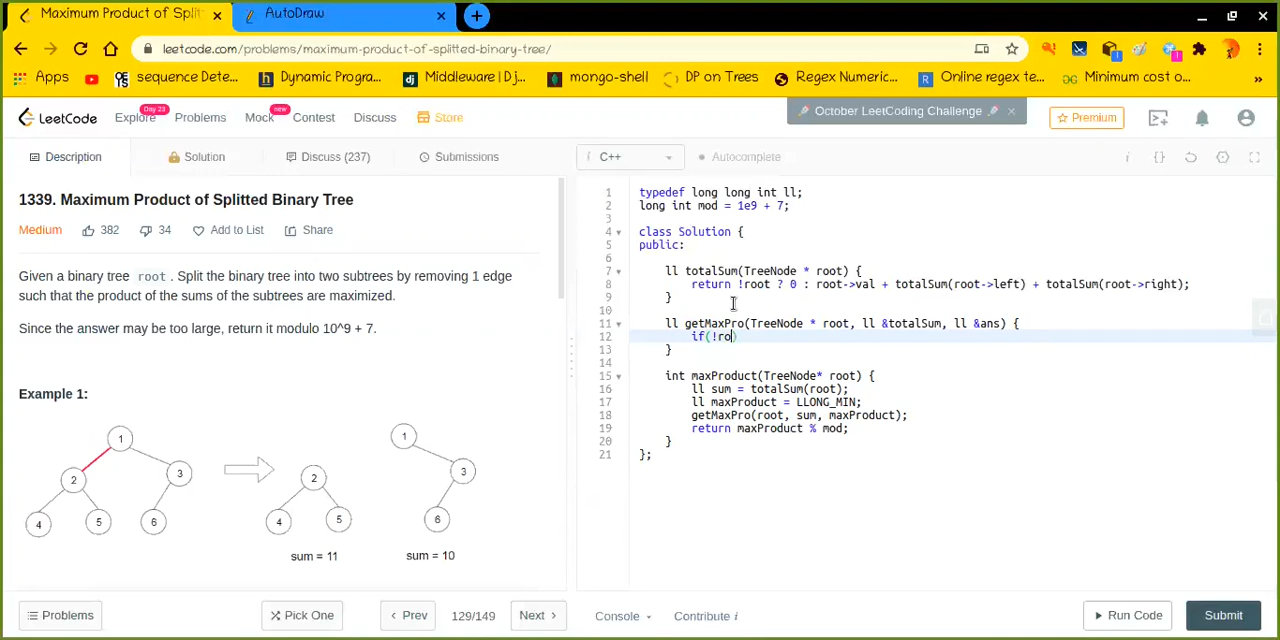 Maximum Product of Split
AutoDraw
leetcode.com/problems/maximum-product-of-splitted-binary-tree/
Apps
sequence Dete...
Dynamic Progra...
Middleware | Dj...
mongo-shell
DP on Trees
Regex Numeric...
Online regex te...
Minimum cost o...
»
LeetCode
Explore
Day 23
Problems
Mock
new
Contest
Discuss
Store
October LeetCoding Challenge
Premium
Description
Solution
Discuss (237)
Submissions
C++
Autocomplete
1339. Maximum Product of Splitted Binary Tree
Medium
382
34
Add to List
Share
Given a binary tree root . Split the binary tree into two subtrees by removing 1 edge
such that the product of the sums of the subtrees are maximized.
Since the answer may be too large, return it modulo 10^9 + 7.
Example 1:
1
2
3
4
5
6
2
4
5
sum = 11
1
3
6
sum = 10
1 typedef long long int ll;
2 long int mod = 1e9 + 7;
3
4 class Solution {
5 public:
6
7 ll totalSum(TreeNode * root) {
8 return !root ? 0 : root->val + totalSum(root->left) + totalSum(root->right);
9 }
10
11 ll getMaxPro(TreeNode * root, ll &totalSum, ll &ans) {
12 if(!ro)
13 }
14
15 int maxProduct(TreeNode* root) {
16 ll sum = totalSum(root);
17 ll maxProduct = LLONG_MIN;
18 getMaxPro(root, sum, maxProduct);
19 return maxProduct % mod;
20 }
21 };
Problems
Pick One
Prev
129/149
Next
Console
Contribute i
Run Code
Submit